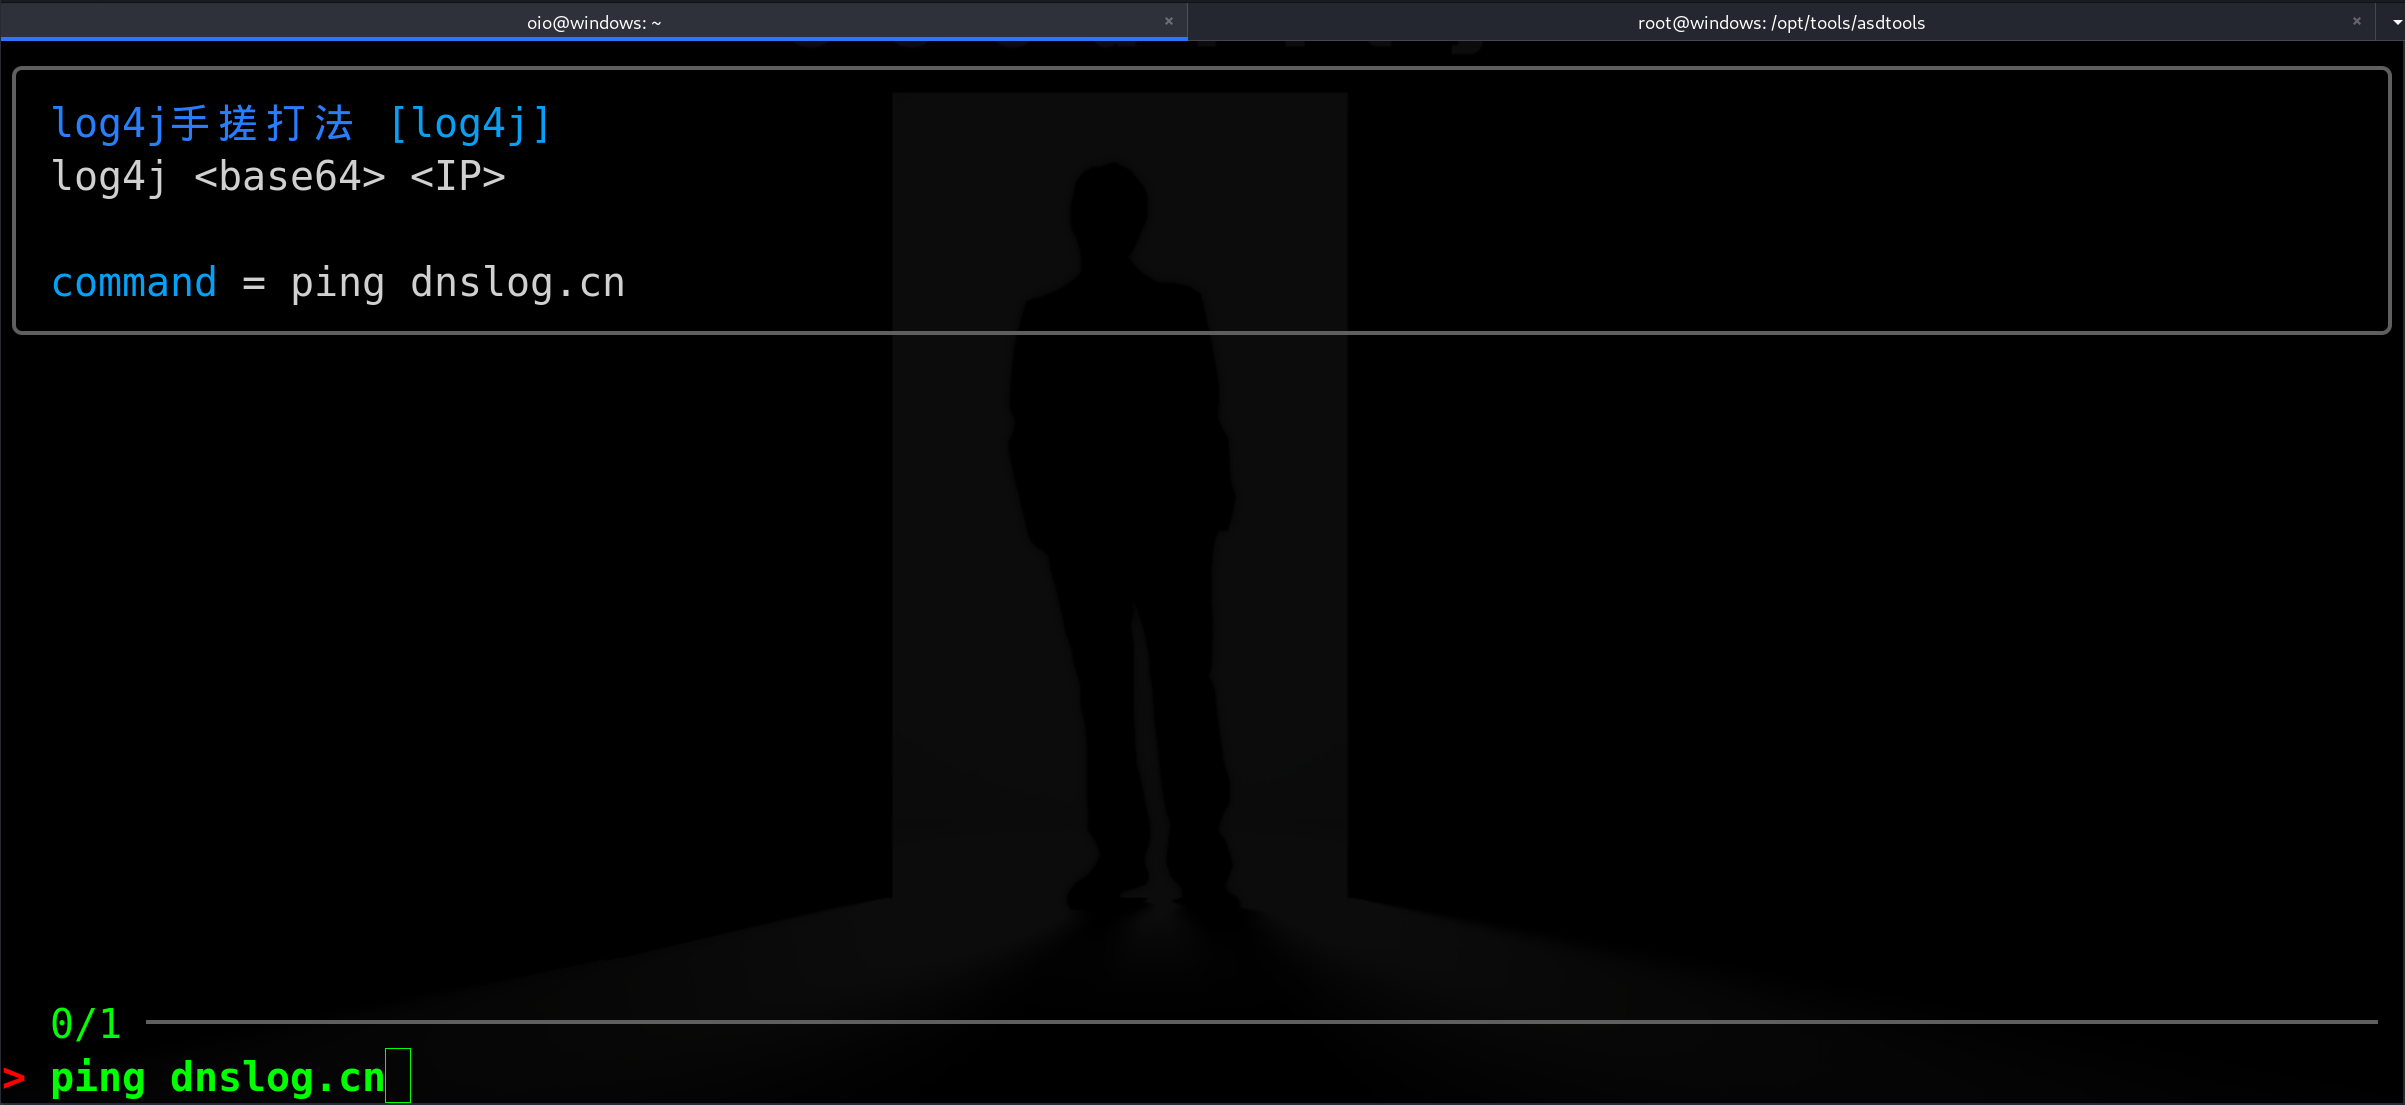 oio@windows: ~
root@windows: /opt/tools/asdtools
log4j手搓打法 [log4j]
log4j <base64> <IP>
command = ping dnslog.cn
0/1
> ping dnslog.cn